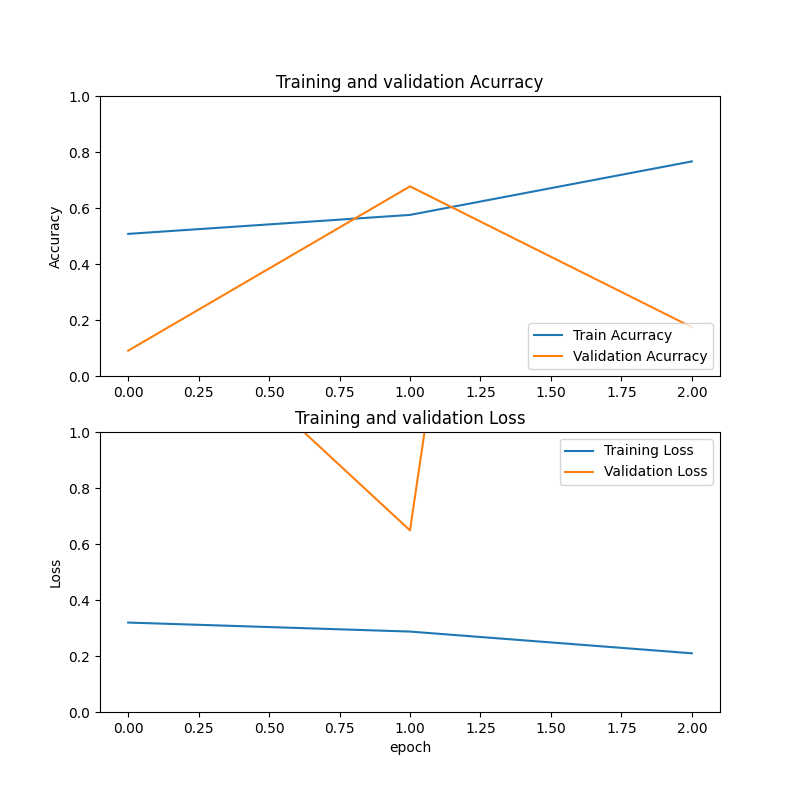 Training and validation Acurracy
1.0
0.8
0.6
0.4
0.2
0.0
Accuracy
Train Acurracy
Validation Acurracy
0.00 0.25 0.50 0.75 1.00 1.25 1.50 1.75 2.00
Training and validation Loss
1.0
0.8
0.6
0.4
0.2
0.0
Loss
Training Loss
Validation Loss
0.00 0.25 0.50 0.75 1.00 1.25 1.50 1.75 2.00
epoch